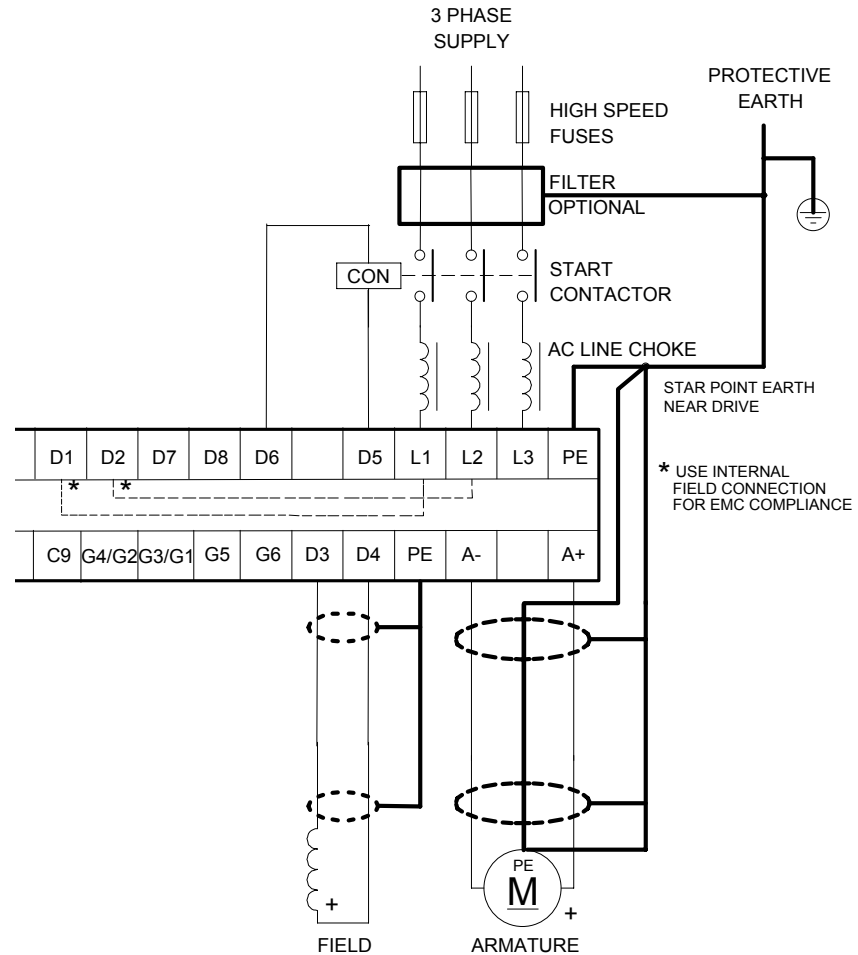 3 PHASE
SUPPLY
PROTECTIVE
EARTH
HIGH SPEED
FUSES
FILTER
OPTIONAL
CON
START
CONTACTOR
AC LINE CHOKE
STAR POINT EARTH
NEAR DRIVE
D1 D2 D7 D8 D6 D5 L1 L2 L3 PE
* *
* USE INTERNAL
FIELD CONNECTION
FOR EMC COMPLIANCE
C9 G4/G2 G3/G1 G5 G6 D3 D4 PE A- A+
PE
M
+ +
FIELD ARMATURE